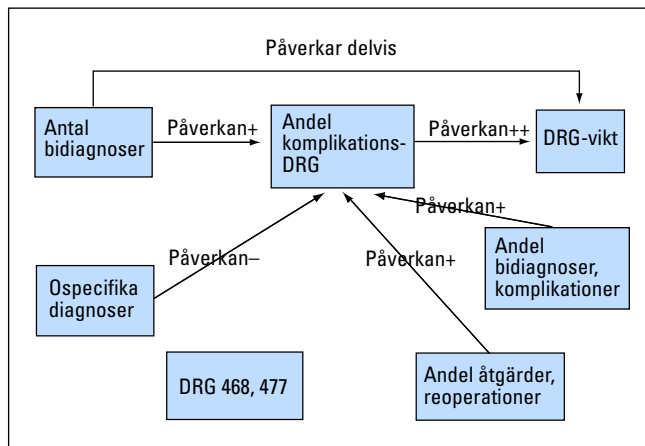 Påverkar delvis
Antal
bidiagnoser
Påverkan+
Andel
komplikations-
DRG
Påverkan++
DRG-vikt
Påverkan+
Andel
bidiagnoser,
komplikationer
Påverkan–
Påverkan+
Ospecifika
diagnoser
DRG 468, 477
Andel åtgärder,
reoperationer